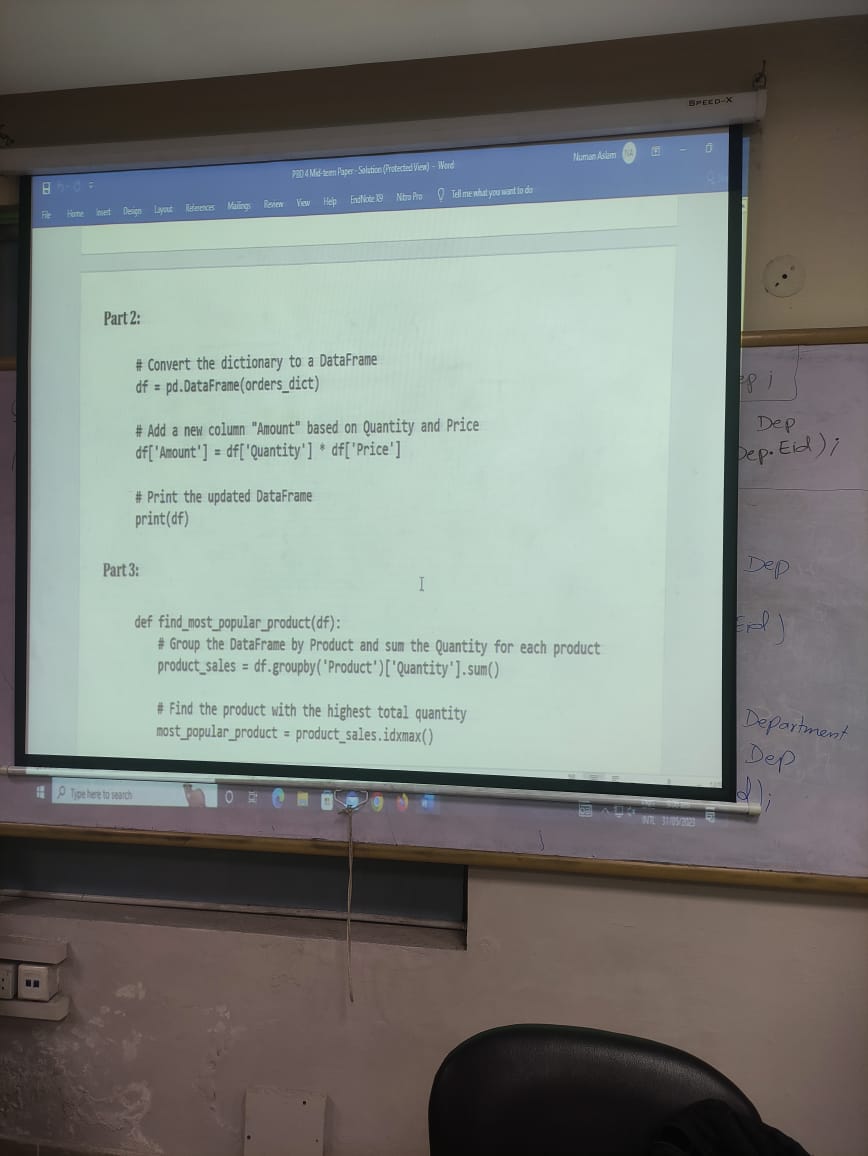 SPEED-X
PBD 4 Mid-term Paper - Solution (Protected View) - Word
Numan Aslam
NA
File Home Insert Design Layout References Mailings Review View Help EndNote X9 Nitro Pro Tell me what you want to do
Part 2:
# Convert the dictionary to a DataFrame
df = pd.DataFrame(orders_dict)
# Add a new column "Amount" based on Quantity and Price
df['Amount'] = df['Quantity'] * df['Price']
# Print the updated DataFrame
print(df)
Part 3:
def find_most_popular_product(df):
# Group the DataFrame by Product and sum the Quantity for each product
product_sales = df.groupby('Product')['Quantity'].sum()
# Find the product with the highest total quantity
most_popular_product = product_sales.idxmax()
Type here to search
INTL 31/05/2023
ep ;
Dep
Dep.Eid);
Dep
Eid)
Department
Dep
d);